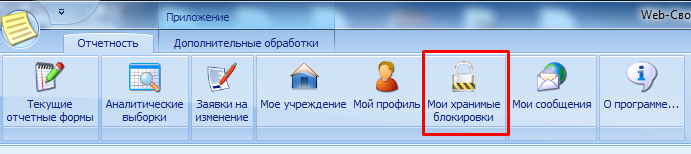 Приложение
Web-Сво
Отчетность
Дополнительные обработки
Текущие
отчетные формы
Аналитические
выборки
Заявки на
изменение
Мое учреждение
Мой профиль
Мои хранимые
блокировки
Мои сообщения
О программе...